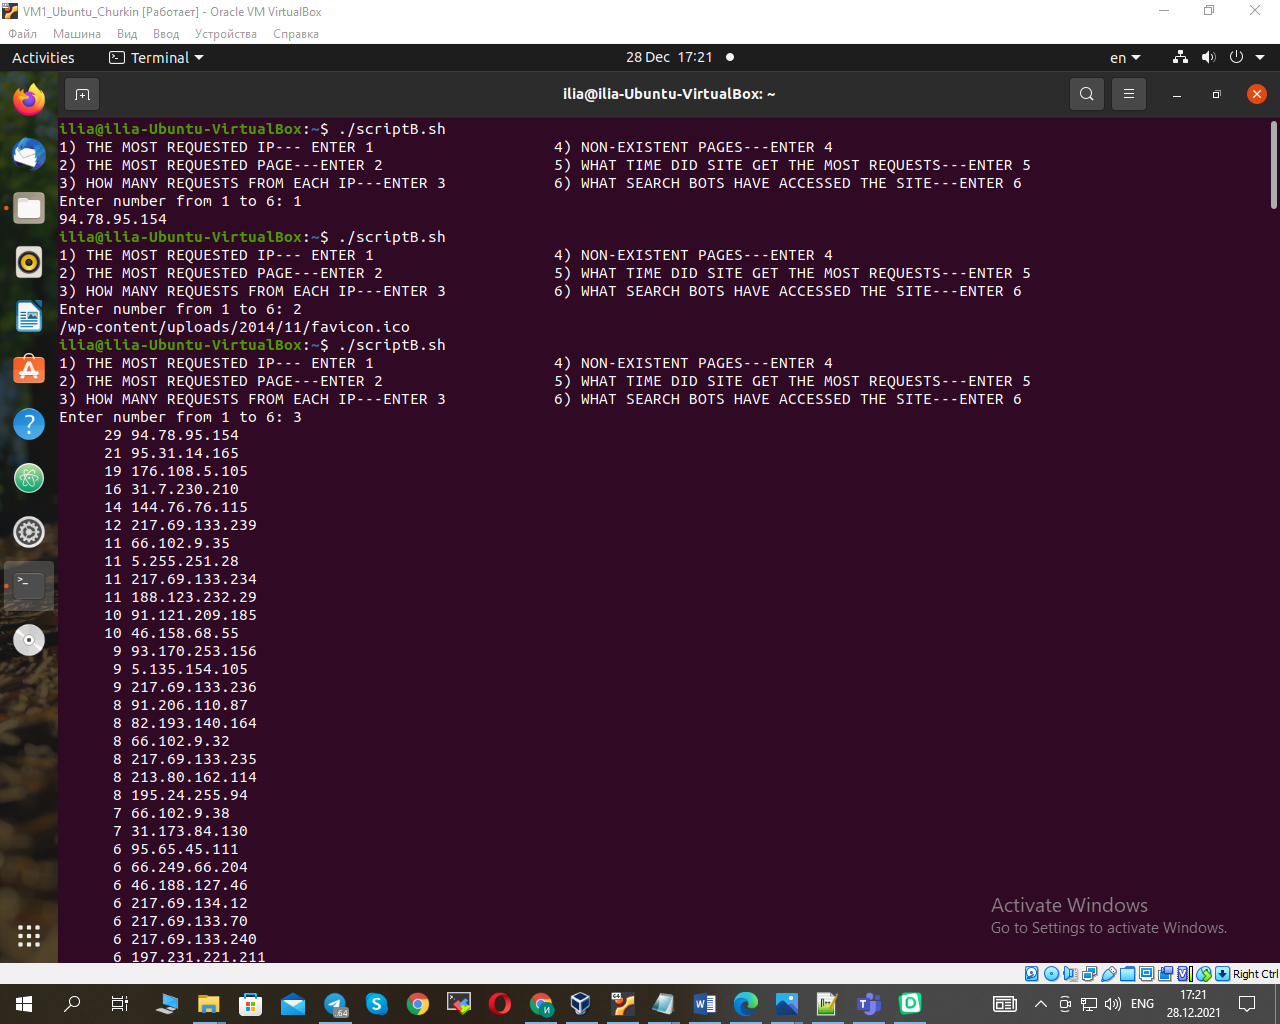 VM1_Ubuntu_Churkin [Работает] - Oracle VM VirtualBox
Файл Машина Вид Ввод Устройства Справка
Activities Terminal 28 Dec 17:21 en
ilia@ilia-Ubuntu-VirtualBox: ~
ilia@ilia-Ubuntu-VirtualBox:~$ ./scriptB.sh
1) THE MOST REQUESTED IP--- ENTER 1 4) NON-EXISTENT PAGES---ENTER 4
2) THE MOST REQUESTED PAGE---ENTER 2 5) WHAT TIME DID SITE GET THE MOST REQUESTS---ENTER 5
3) HOW MANY REQUESTS FROM EACH IP---ENTER 3 6) WHAT SEARCH BOTS HAVE ACCESSED THE SITE---ENTER 6
Enter number from 1 to 6: 1
94.78.95.154
ilia@ilia-Ubuntu-VirtualBox:~$ ./scriptB.sh
1) THE MOST REQUESTED IP--- ENTER 1 4) NON-EXISTENT PAGES---ENTER 4
2) THE MOST REQUESTED PAGE---ENTER 2 5) WHAT TIME DID SITE GET THE MOST REQUESTS---ENTER 5
3) HOW MANY REQUESTS FROM EACH IP---ENTER 3 6) WHAT SEARCH BOTS HAVE ACCESSED THE SITE---ENTER 6
Enter number from 1 to 6: 2
/wp-content/uploads/2014/11/favicon.ico
ilia@ilia-Ubuntu-VirtualBox:~$ ./scriptB.sh
1) THE MOST REQUESTED IP--- ENTER 1 4) NON-EXISTENT PAGES---ENTER 4
2) THE MOST REQUESTED PAGE---ENTER 2 5) WHAT TIME DID SITE GET THE MOST REQUESTS---ENTER 5
3) HOW MANY REQUESTS FROM EACH IP---ENTER 3 6) WHAT SEARCH BOTS HAVE ACCESSED THE SITE---ENTER 6
Enter number from 1 to 6: 3
29 94.78.95.154
21 95.31.14.165
19 176.108.5.105
16 31.7.230.210
14 144.76.76.115
12 217.69.133.239
11 66.102.9.35
11 5.255.251.28
11 217.69.133.234
11 188.123.232.29
10 91.121.209.185
10 46.158.68.55
9 93.170.253.156
9 5.135.154.105
9 217.69.133.236
8 91.206.110.87
8 82.193.140.164
8 66.102.9.32
8 217.69.133.235
8 213.80.162.114
8 195.24.255.94
7 66.102.9.38
7 31.173.84.130
6 95.65.45.111
6 66.249.66.204
6 46.188.127.46
6 217.69.134.12
6 217.69.133.70
6 217.69.133.240
6 197.231.221.211
Activate Windows
Go to Settings to activate Windows.
Right Ctrl
.64
ENG
17:21
28.12.2021